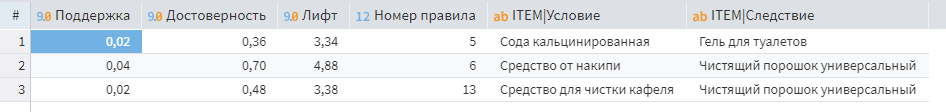 # 9.0 Поддержка 9.0 Достоверность 9.0 Лифт 12 Номер правила ab ITEM|Условие ab ITEM|Следствие
1 0,02 0,36 3,34 5 Сода кальцинированная Гель для туалетов
2 0,04 0,70 4,88 6 Средство от накипи Чистящий порошок универсальный
3 0,02 0,48 3,38 13 Средство для чистки кафеля Чистящий порошок универсальный